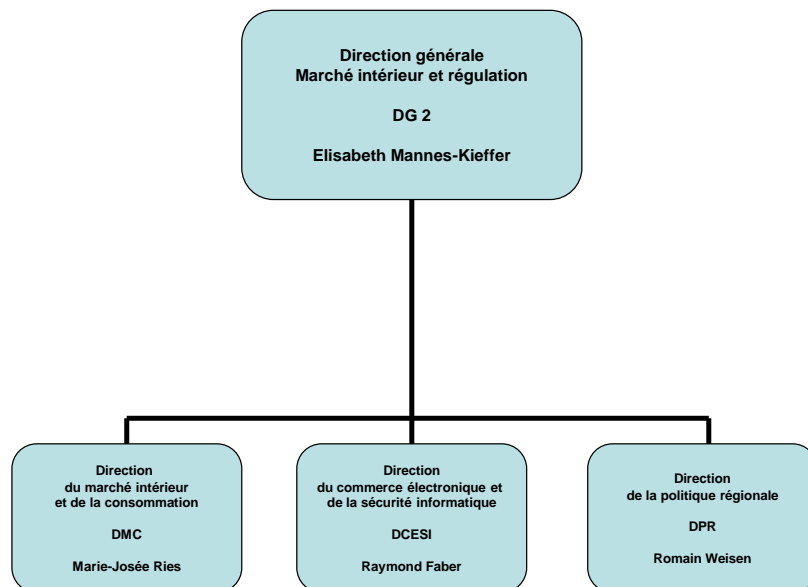 Direction générale
Marché intérieur et régulation
DG 2
Elisabeth Mannes-Kieffer
Direction
du marché intérieur
et de la consommation
DMC
Marie-Josée Ries
Direction
du commerce électronique et
de la sécurité informatique
DCESI
Raymond Faber
Direction
de la politique régionale
DPR
Romain Weisen